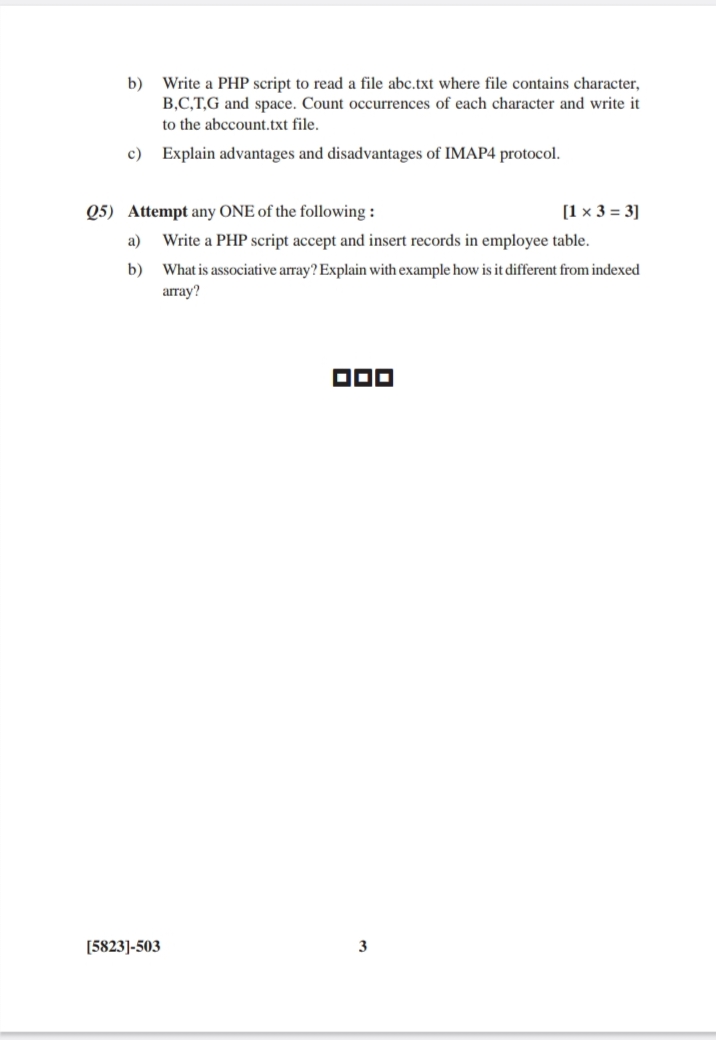 b) Write a PHP script to read a file abc.txt where file contains character,
B,C,T,G and space. Count occurrences of each character and write it
to the abccount.txt file.
c) Explain advantages and disadvantages of IMAP4 protocol.
Q5) Attempt any ONE of the following : [1 × 3 = 3]
a) Write a PHP script accept and insert records in employee table.
b) What is associative array? Explain with example how is it different from indexed
array?
[5823]-503 3